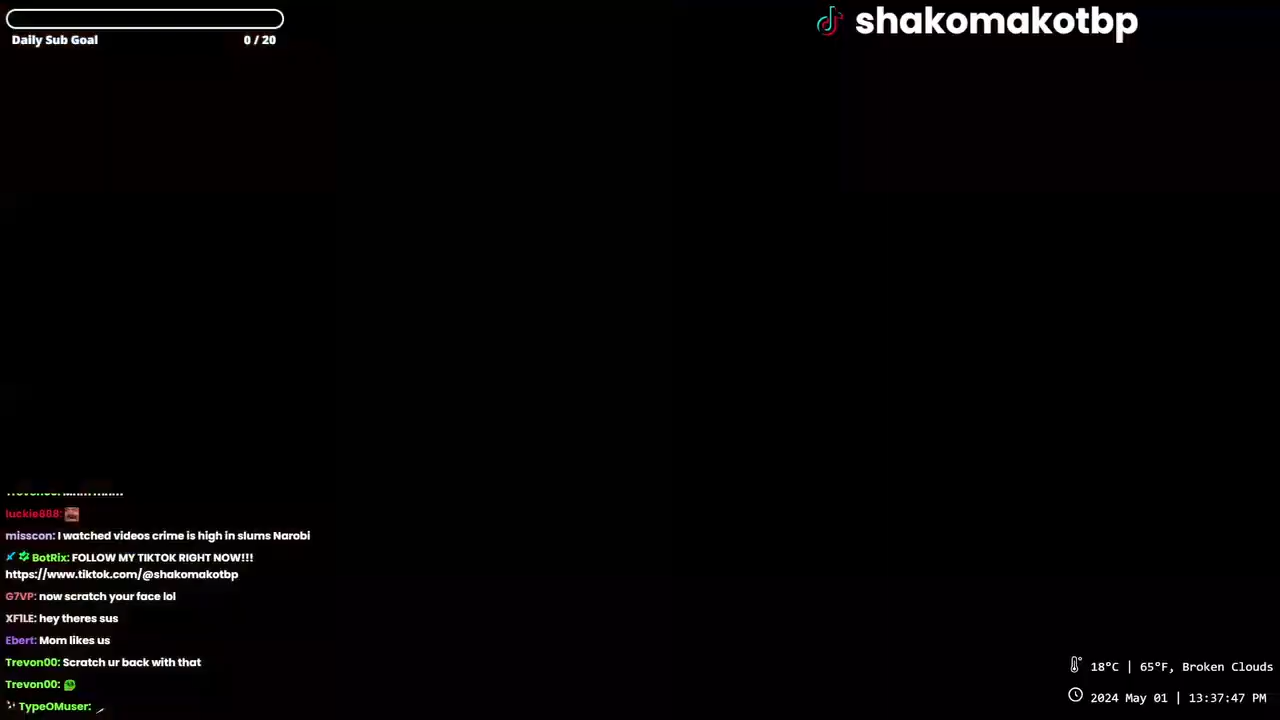 shakomakotbp
Daily Sub Goal 0 / 20
luckie868:
misscon: I watched videos crime is high in slums Narobi
BotRix: FOLLOW MY TIKTOK RIGHT NOW!!!
https://www.tiktok.com/@shakomakotbp
G7VP: now scratch your face lol
XF1LE: hey theres sus
Ebert: Mom likes us
Trevon00: Scratch ur back with that
Trevon00:
TypeOMuser:
18°C | 65°F, Broken Clouds
2024 May 01 | 13:37:47 PM